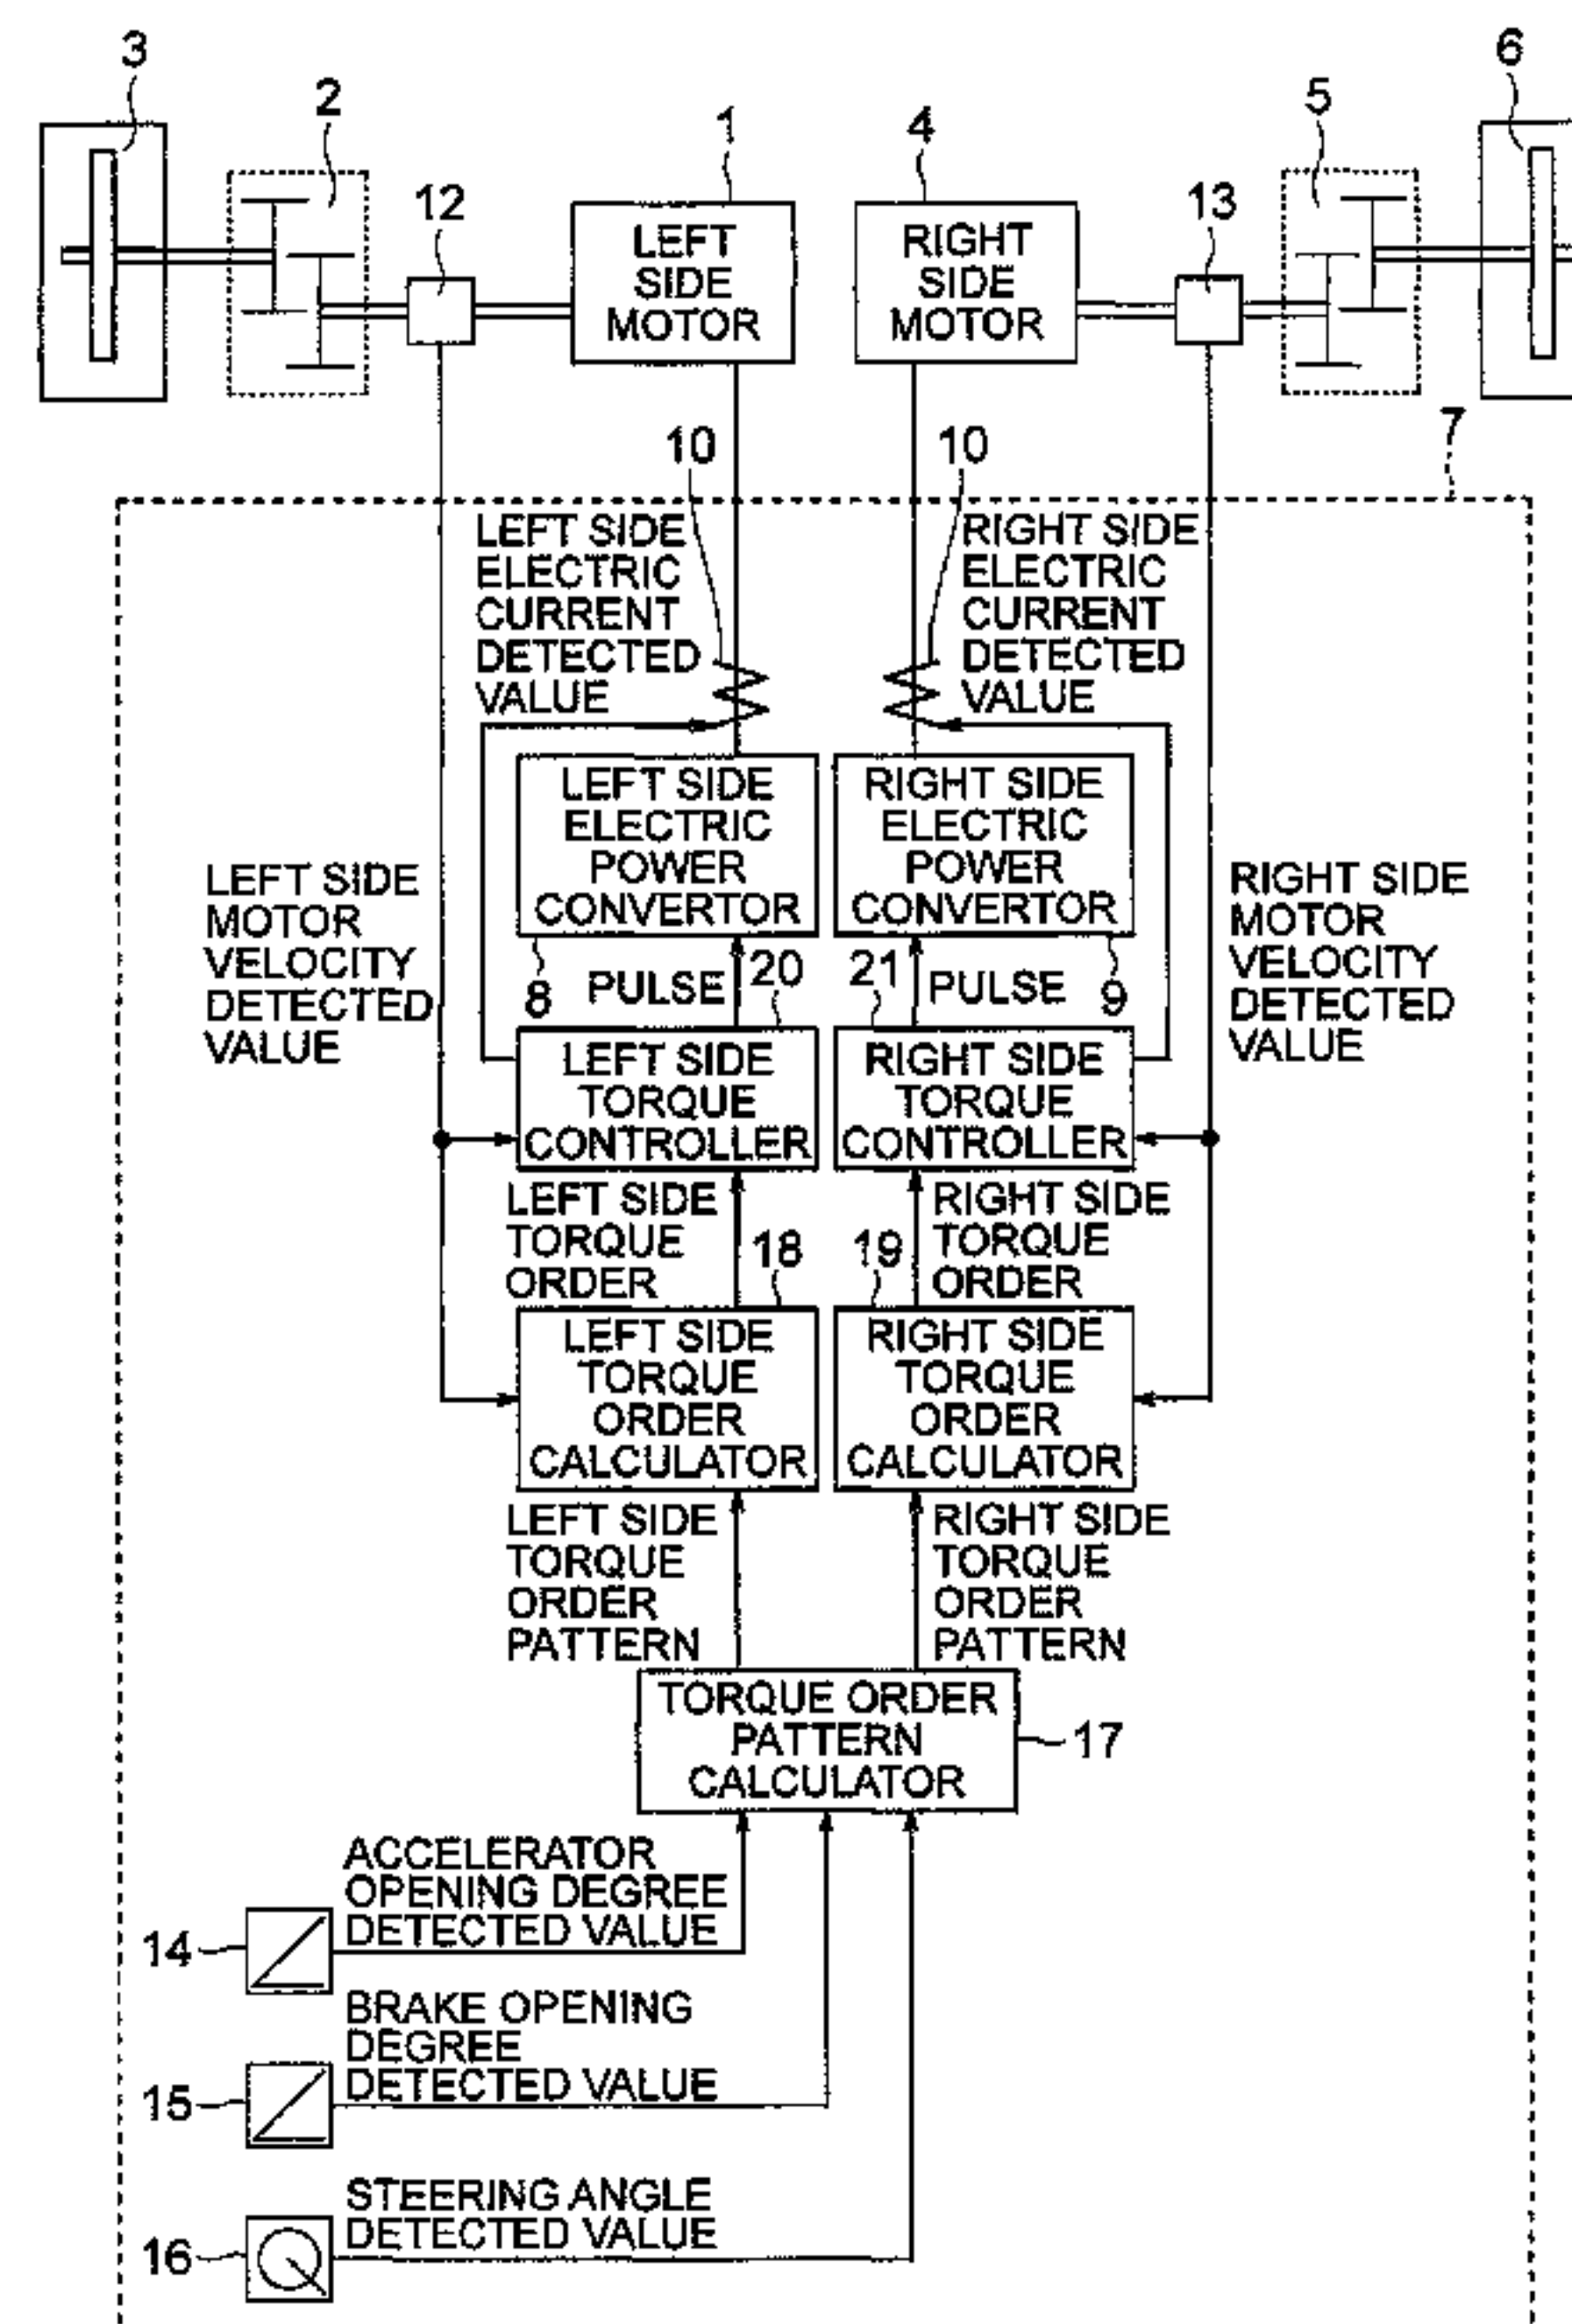 3
6
2
5
1
4
12
13
LEFT
SIDE
MOTOR
RIGHT
SIDE
MOTOR
7
10
10
LEFT SIDE
ELECTRIC
CURRENT
DETECTED
VALUE
RIGHT SIDE
ELECTRIC
CURRENT
DETECTED
VALUE
LEFT SIDE
ELECTRIC
POWER
CONVERTOR
RIGHT SIDE
ELECTRIC
POWER
CONVERTOR
LEFT SIDE
MOTOR
VELOCITY
DETECTED
VALUE
RIGHT SIDE
MOTOR
VELOCITY
DETECTED
VALUE
8
PULSE
20
21
PULSE
9
LEFT SIDE
TORQUE
CONTROLLER
RIGHT SIDE
TORQUE
CONTROLLER
LEFT SIDE
TORQUE
ORDER
18
19
RIGHT SIDE
TORQUE
ORDER
LEFT SIDE
TORQUE
ORDER
CALCULATOR
RIGHT SIDE
TORQUE
ORDER
CALCULATOR
LEFT SIDE
TORQUE
ORDER
PATTERN
RIGHT SIDE
TORQUE
ORDER
PATTERN
TORQUE ORDER
PATTERN
CALCULATOR
17
ACCELERATOR
OPENING DEGREE
DETECTED VALUE
14
BRAKE OPENING
DEGREE
DETECTED VALUE
15
STEERING ANGLE
DETECTED VALUE
16